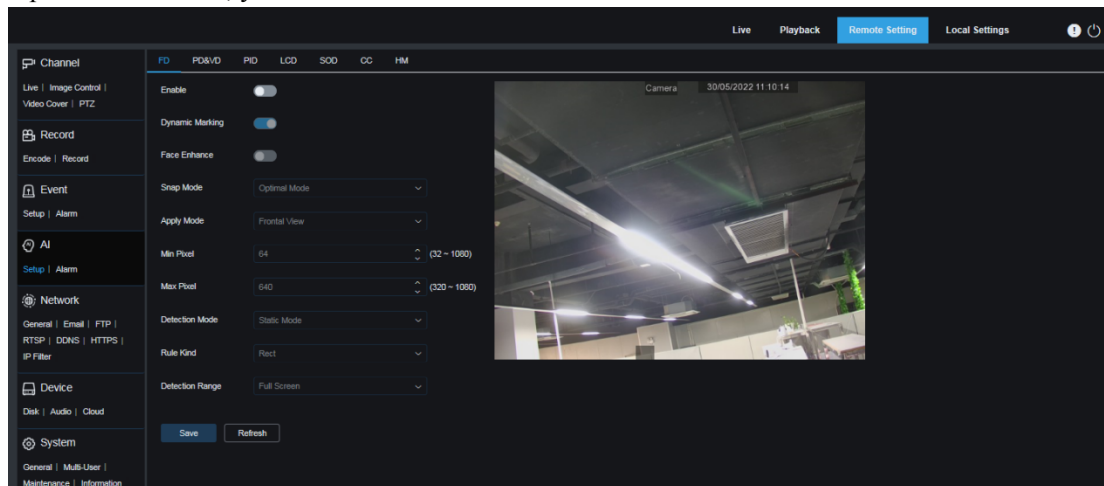 Live Playback Remote Setting Local Settings
Channel
Live | Image Control |
Video Cover | PTZ
Record
Encode | Record
Event
Setup | Alarm
AI
Setup | Alarm
Network
General | Email | FTP |
RTSP | DDNS | HTTPS |
IP Filter
Device
Disk | Audio | Cloud
System
General | Multi-User |
Maintenance | Information
FD PD&VD PID LCD SOD CC HM
Enable
Dynamic Marking
Face Enhance
Snap Mode Optimal Mode
Apply Mode Frontal View
Min Pixel 64 (32 ~ 1080)
Max Pixel 640 (320 ~ 1080)
Detection Mode Static Mode
Rule Kind Rect
Detection Range Full Screen
Save Refresh
Camera 30/05/2022 11:10:14